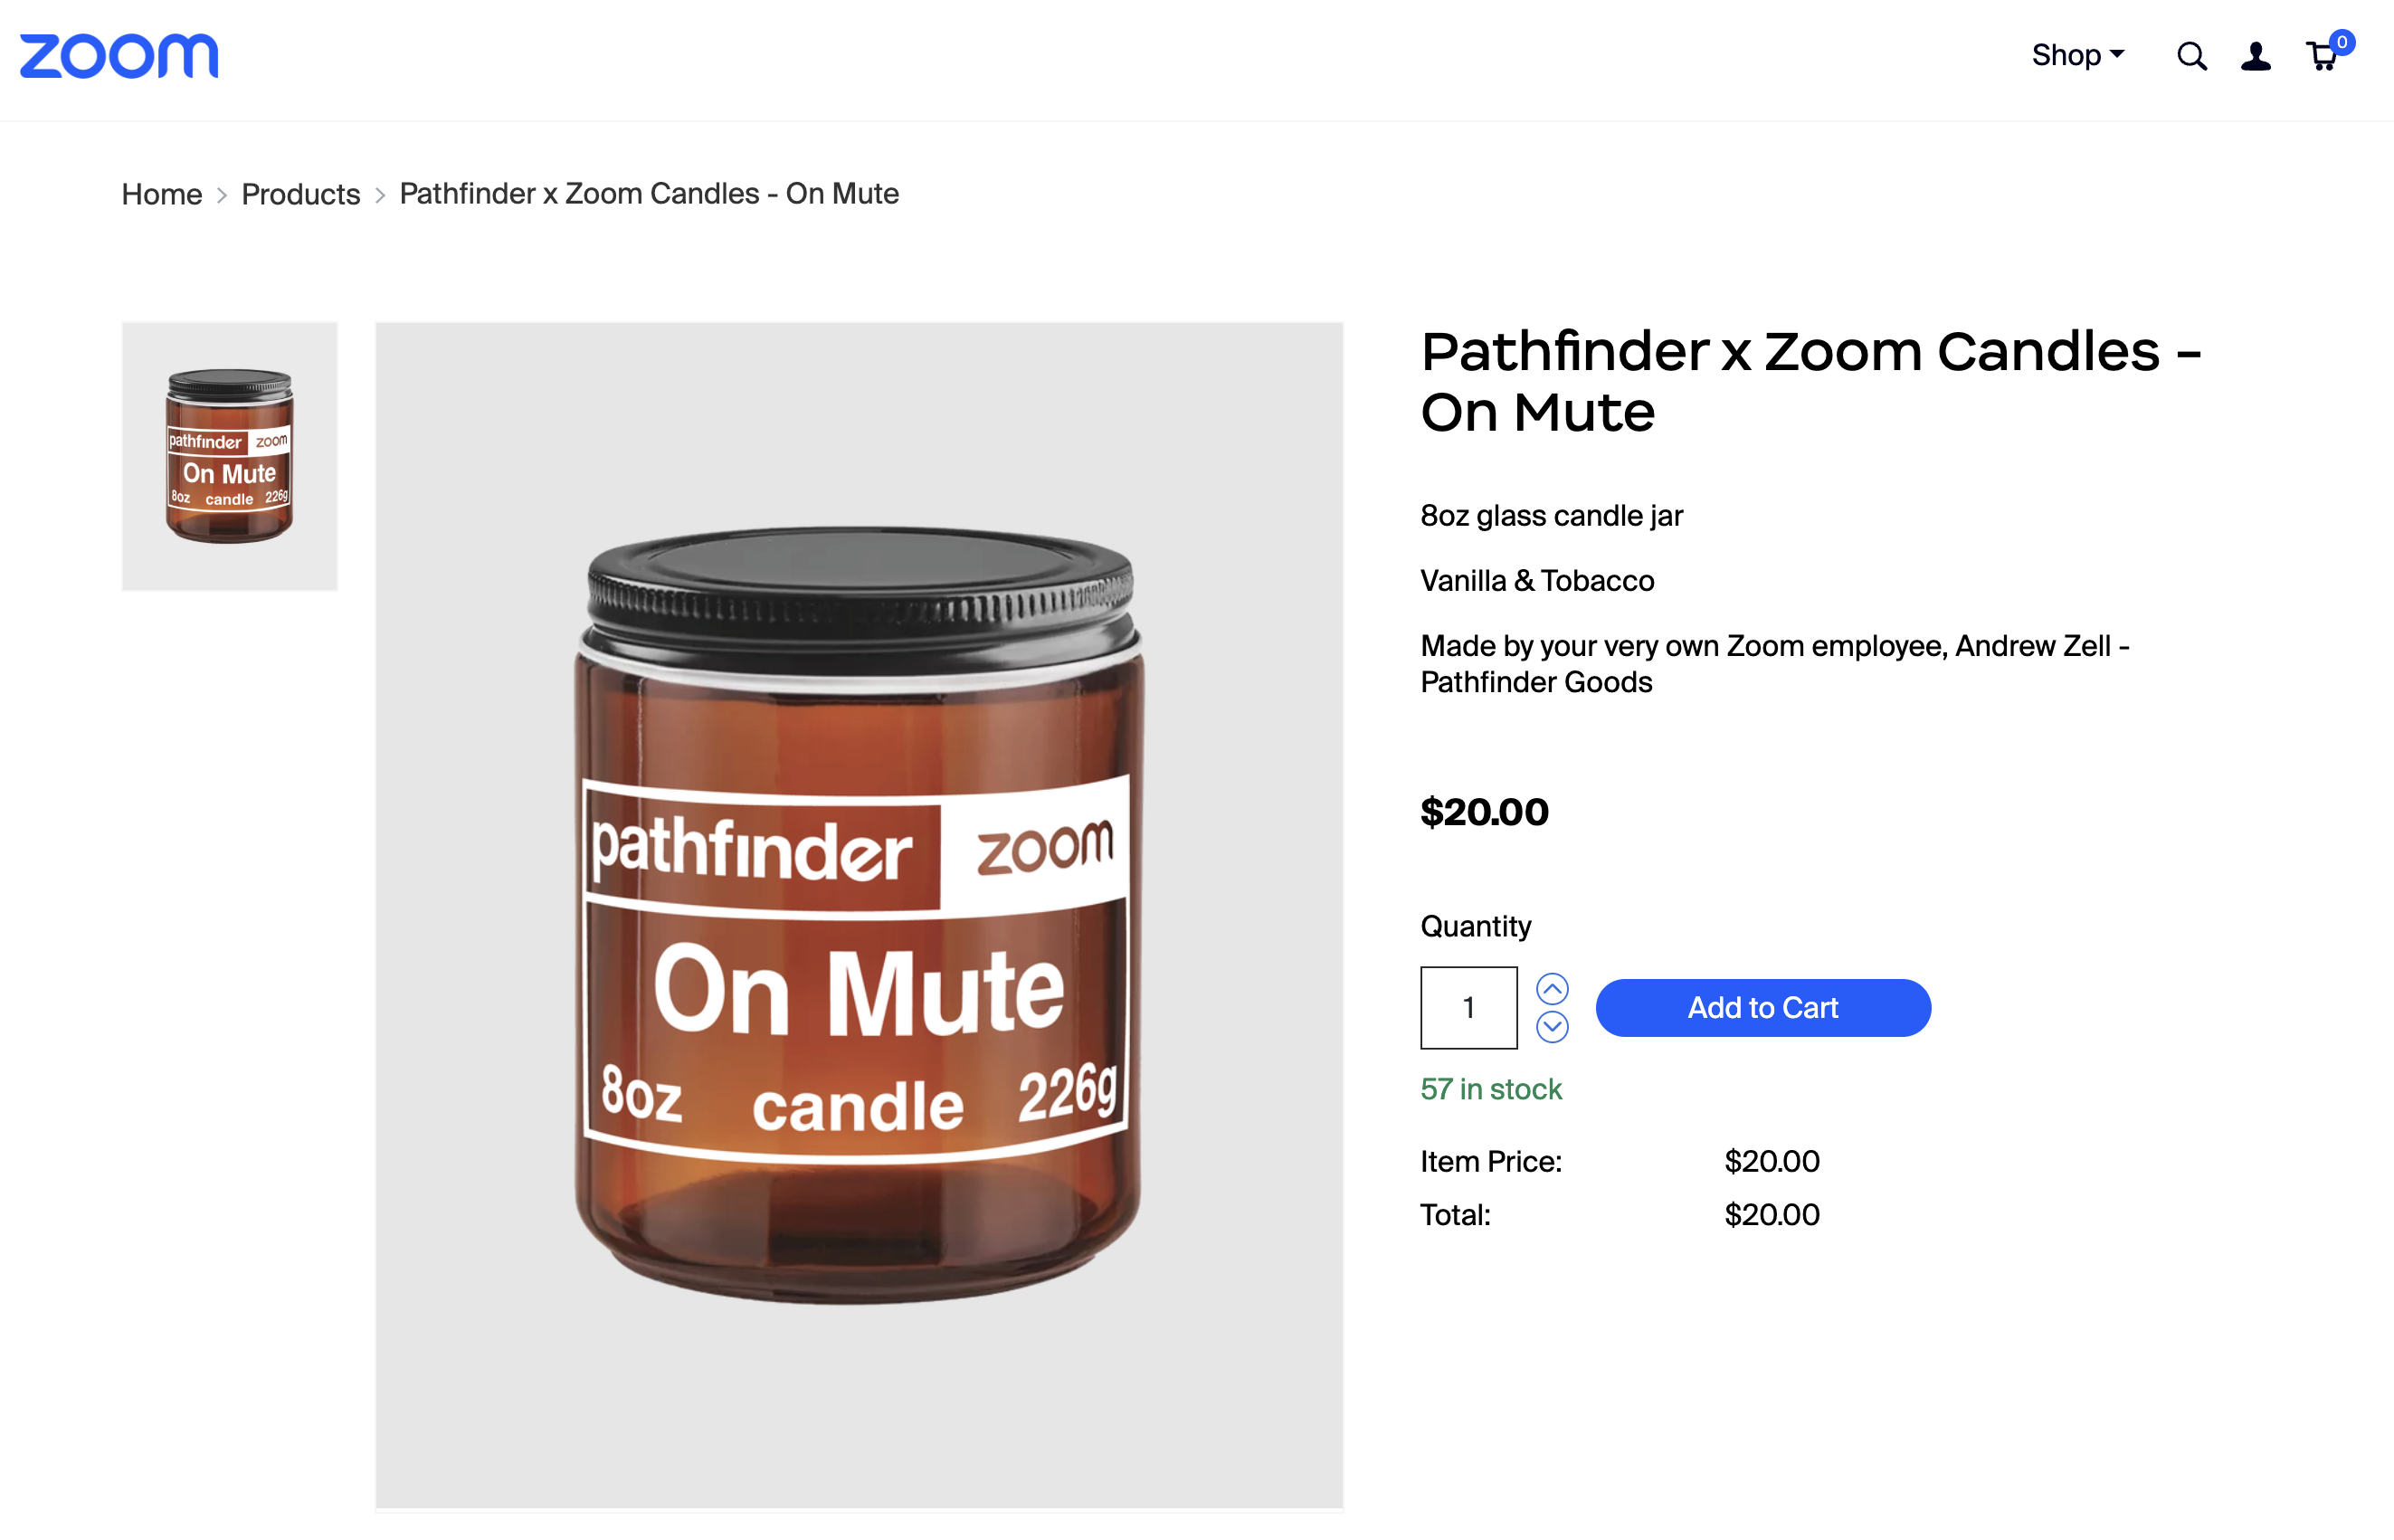 zoom
Shop
0
Home > Products > Pathfinder x Zoom Candles - On Mute
pathfinder zoom
On Mute
8oz candle 226g
pathfinder zoom
On Mute
8oz candle 226g
Pathfinder x Zoom Candles -
On Mute
8oz glass candle jar
Vanilla & Tobacco
Made by your very own Zoom employee, Andrew Zell -
Pathfinder Goods
$20.00
Quantity
1
Add to Cart
57 in stock
Item Price: $20.00
Total: $20.00